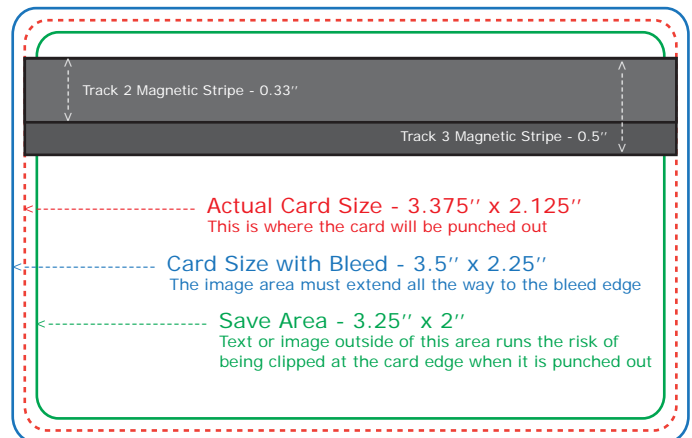 Track 2 Magnetic Stripe - 0.33''
Track 3 Magnetic Stripe - 0.5''
Actual Card Size - 3.375'' x 2.125''
This is where the card will be punched out
Card Size with Bleed - 3.5'' x 2.25''
The image area must extend all the way to the bleed edge
Save Area - 3.25'' x 2''
Text or image outside of this area runs the risk of
being clipped at the card edge when it is punched out